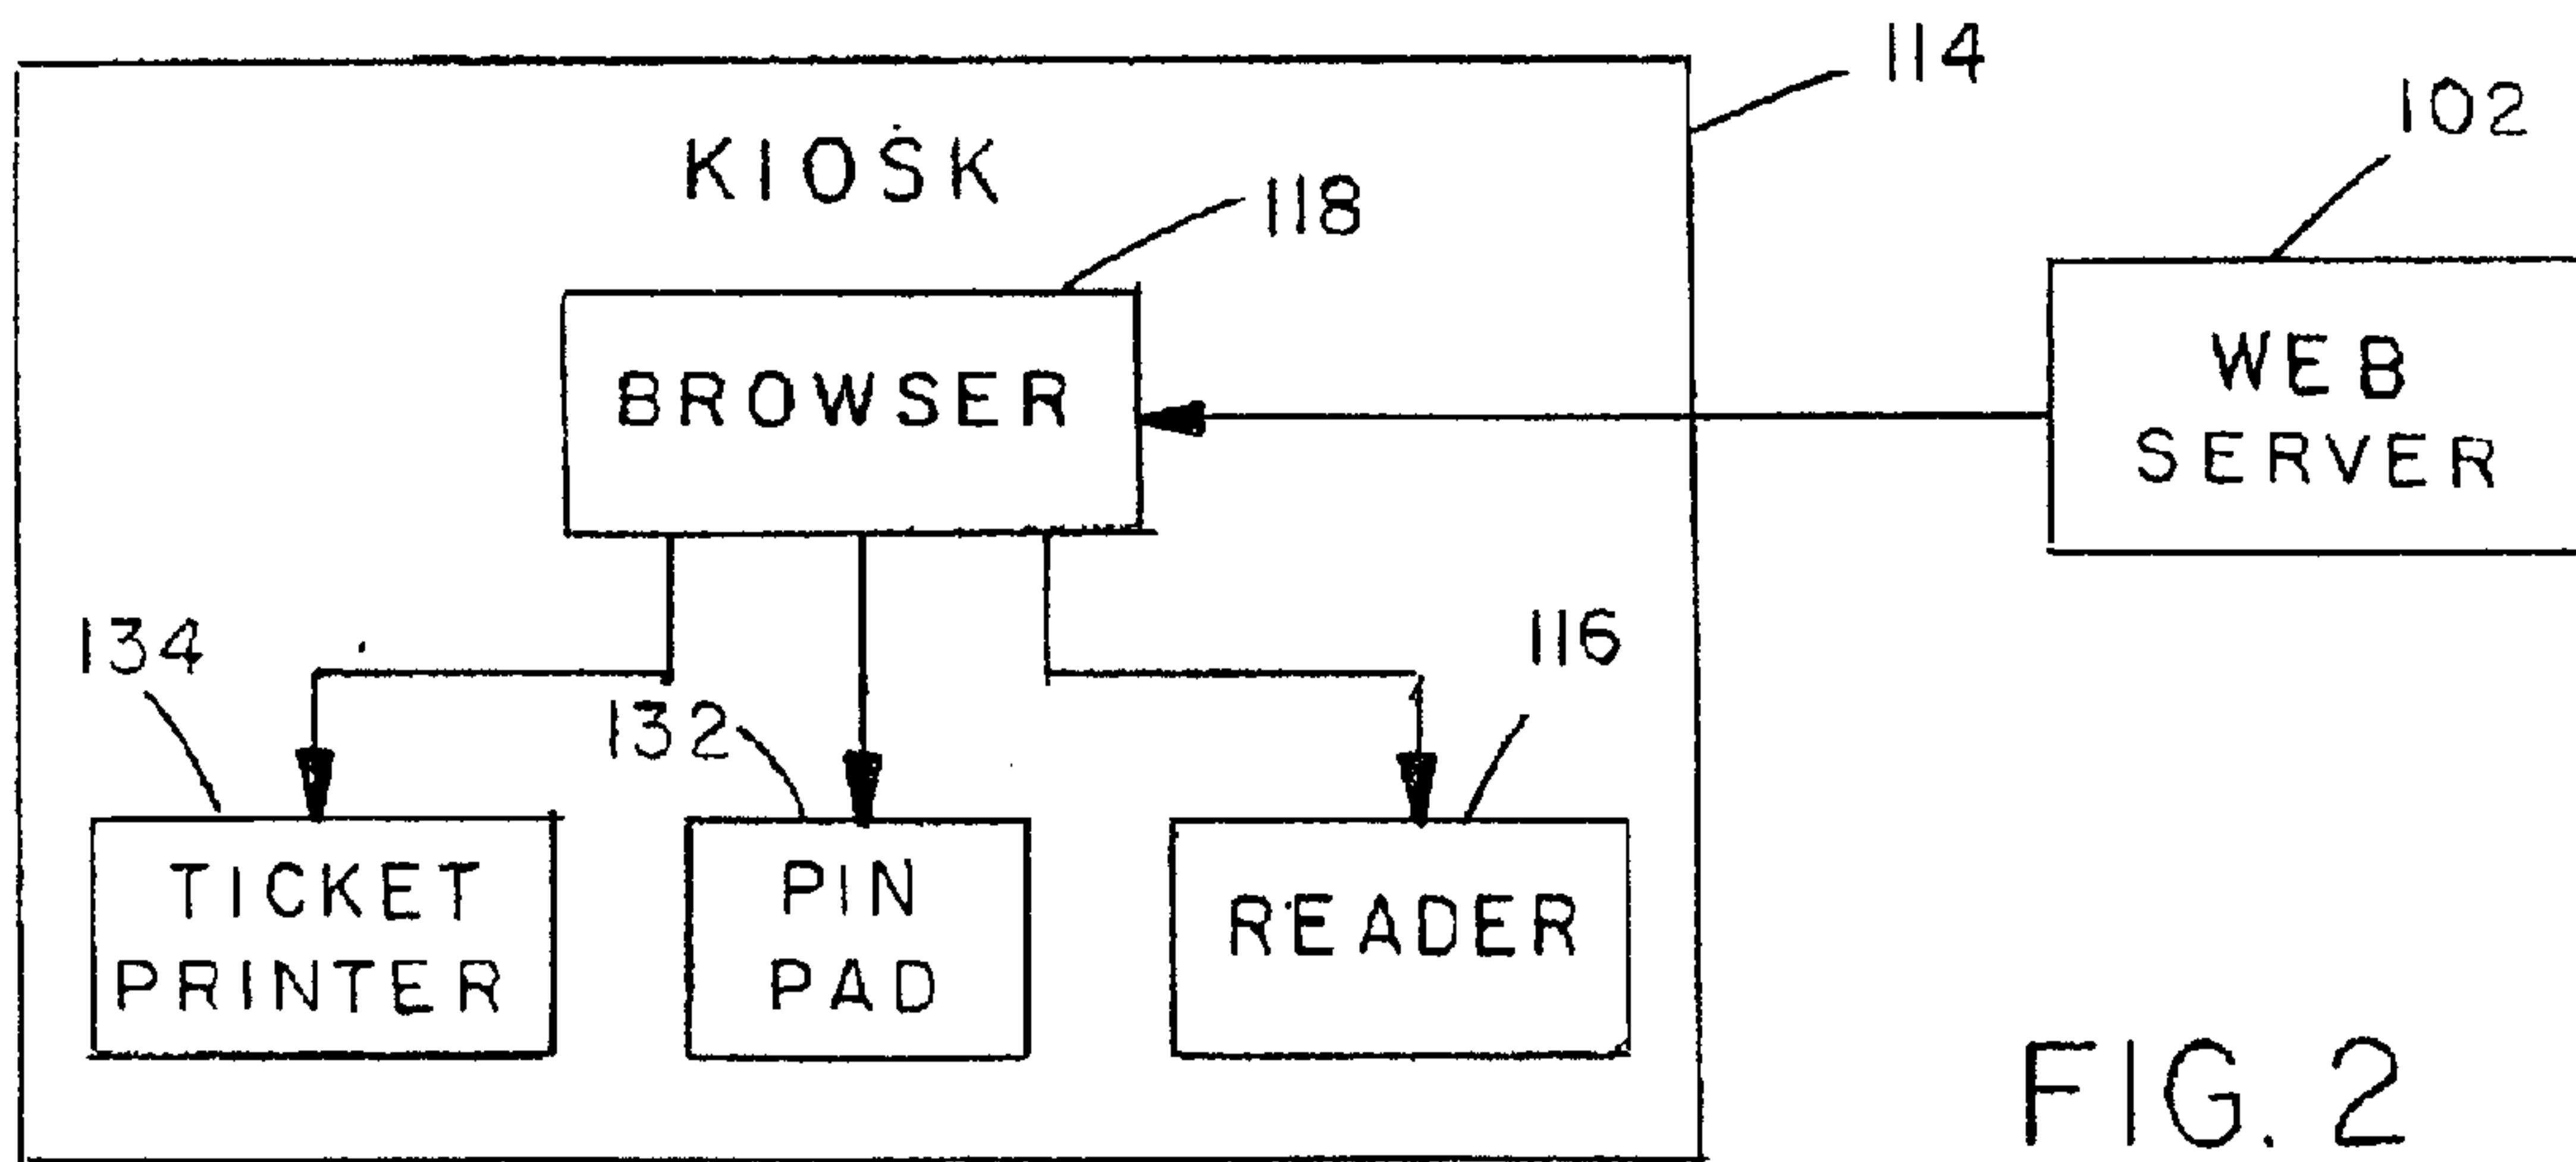 114
KIOSK
102
118
BROWSER
WEB
SERVER
134
132
116
TICKET
PRINTER
PIN
PAD
READER
FIG. 2